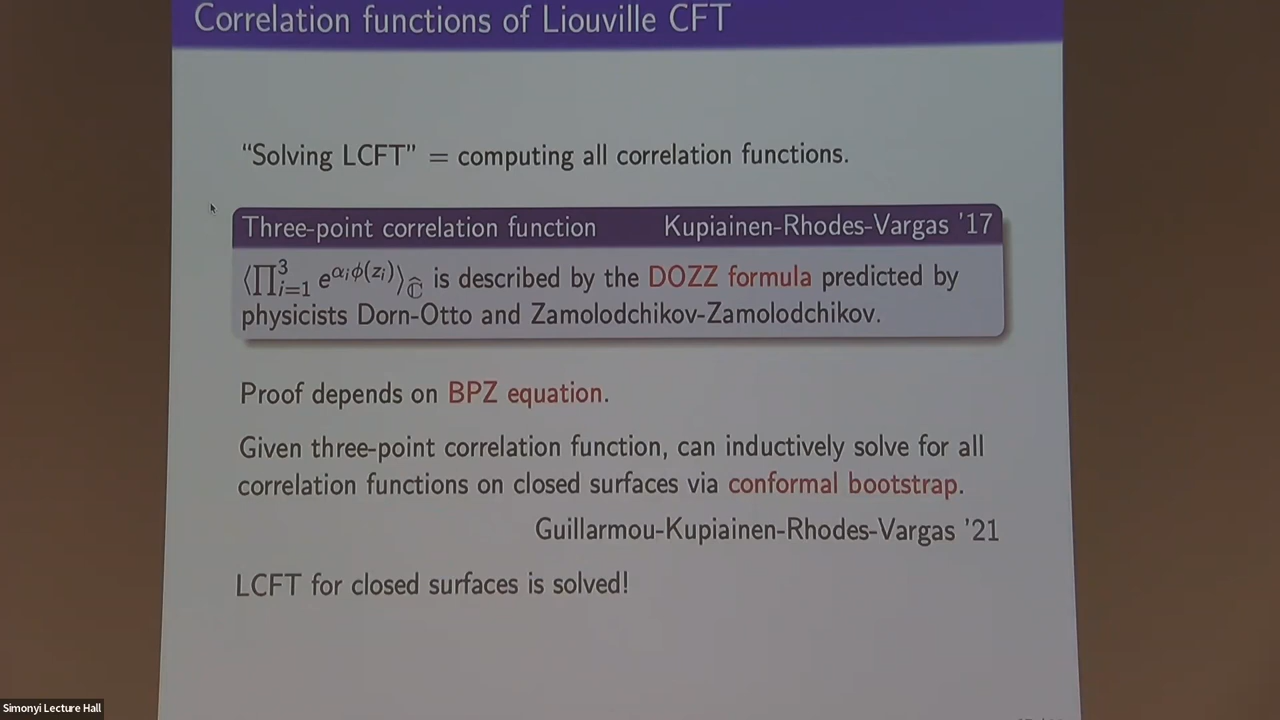 Correlation functions of Liouville CFT
“Solving LCFT” = computing all correlation functions.
Three-point correlation function Kupiainen-Rhodes-Vargas '17
⟨∏³ᵢ₌₁ e^{αᵢϕ(zᵢ)}⟩_Ĉ is described by the DOZZ formula predicted by
physicists Dorn-Otto and Zamolodchikov-Zamolodchikov.
Proof depends on BPZ equation.
Given three-point correlation function, can inductively solve for all
correlation functions on closed surfaces via conformal bootstrap.
Guillarmou-Kupiainen-Rhodes-Vargas '21
LCFT for closed surfaces is solved!
Simonyi Lecture Hall